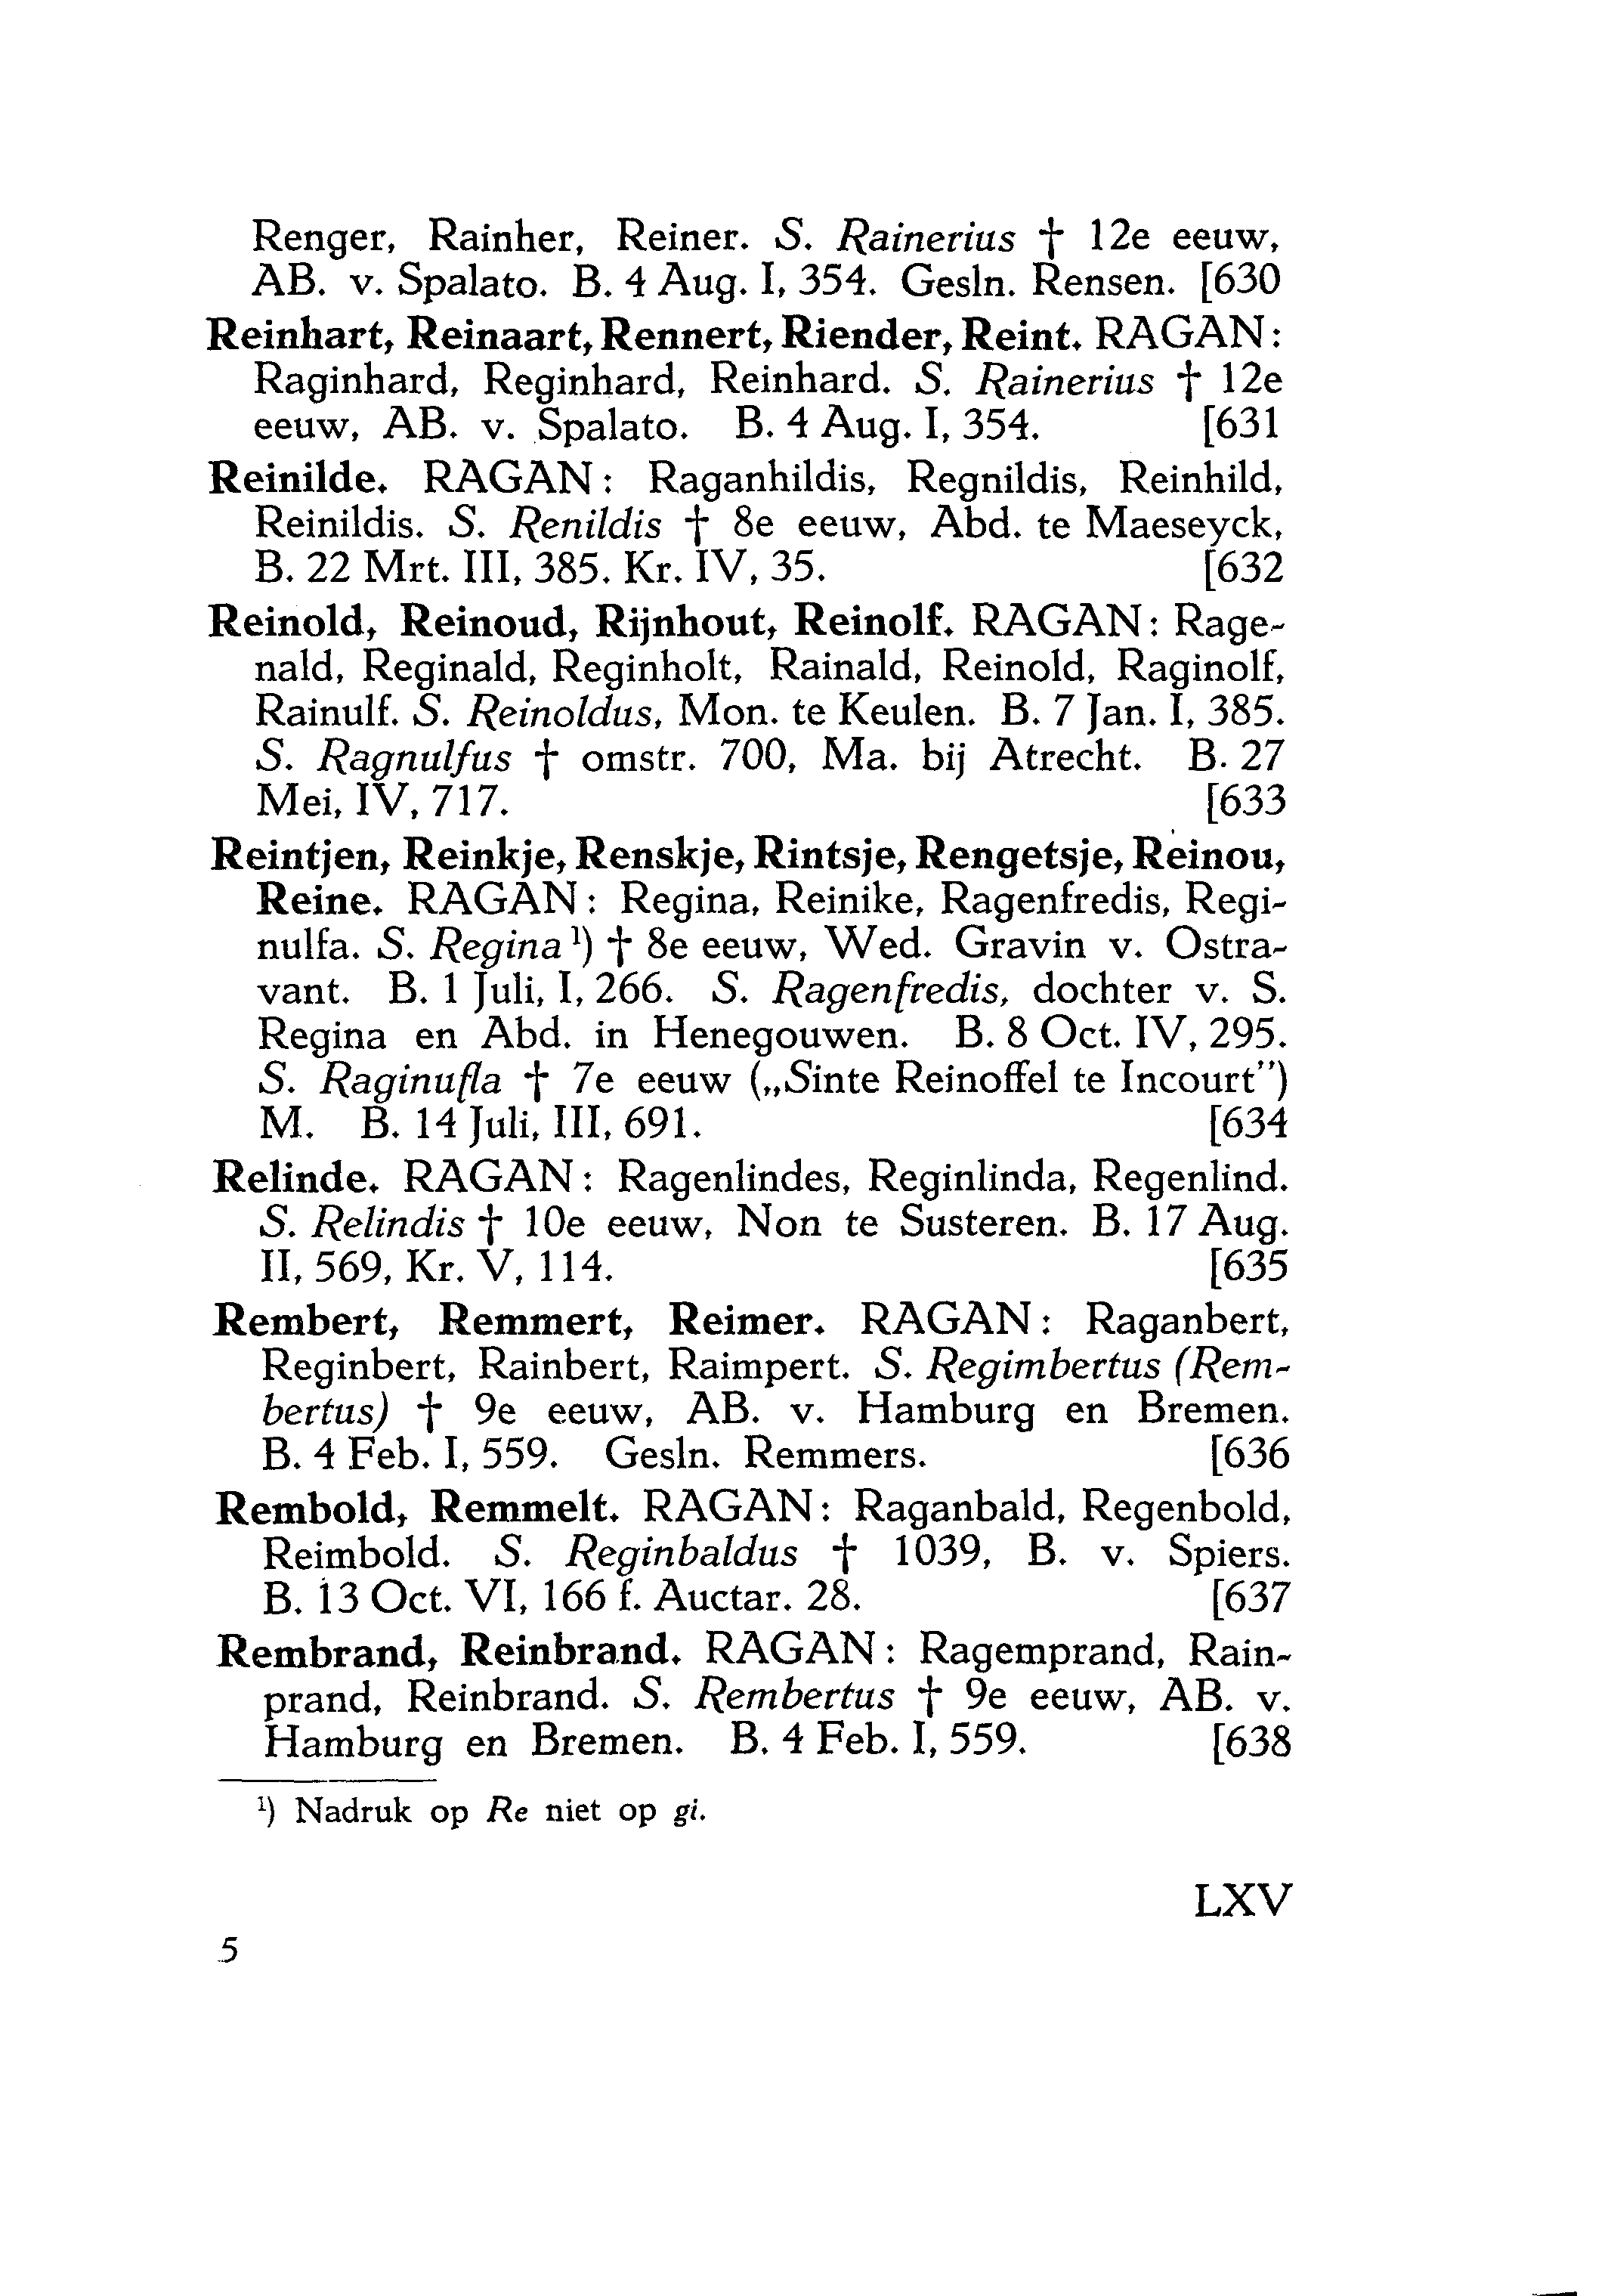 Renger, Rainher, Reiner. S. Rainerius † 12e eeuw,
AB. v. Spalato. B. 4 Aug. I, 354. Gesln. Rensen. [630
Reinhart, Reinaart, Rennert, Riender, Reint. RAGAN:
Raginhard, Reginhard, Reinhard. S. Rainerius † 12e
eeuw, AB. v. Spalato. B. 4 Aug. I, 354. [631
Reinilde. RAGAN: Raganhildis, Regnildis, Reinhild,
Reinildis. S. Renildis † 8e eeuw, Abd. te Maeseyck,
B. 22 Mrt. III, 385. Kr. IV, 35. [632
Reinold, Reinoud, Rijnhout, Reinolf. RAGAN: Rage-
nald, Reginald, Reginholt, Rainald, Reinold, Raginolf,
Rainulf. S. Reinoldus, Mon. te Keulen. B. 7 Jan. I, 385.
S. Ragnulfus † omstr. 700, Ma. bij Atrecht. B. 27
Mei, IV, 717. [633
Reintjen, Reinkje, Renskje, Rintsje, Rengetsje, Reinou,
Reine. RAGAN: Regina, Reinike, Ragenfredis, Regi-
nulfa. S. Regina ¹) † 8e eeuw, Wed. Gravin v. Ostra-
vant. B. 1 Juli, I, 266. S. Ragenfredis, dochter v. S.
Regina en Abd. in Henegouwen. B. 8 Oct. IV, 295.
S. Raginufla † 7e eeuw („Sinte Reinoffel te Incourt")
M. B. 14 Juli, III, 691. [634
Relinde. RAGAN: Ragenlindes, Reginlinda, Regenlind.
S. Relindis † 10e eeuw, Non te Susteren. B. 17 Aug.
II, 569, Kr. V, 114. [635
Rembert, Remmert, Reimer. RAGAN: Raganbert,
Reginbert, Rainbert, Raimpert. S. Regimbertus (Rem-
bertus) † 9e eeuw, AB. v. Hamburg en Bremen.
B. 4 Feb. I, 559. Gesln. Remmers. [636
Rembold, Remmelt. RAGAN: Raganbald, Regenbold,
Reimbold. S. Reginbaldus † 1039, B. v. Spiers.
B. 13 Oct. VI, 166 f. Auctar. 28. [637
Rembrand, Reinbrand. RAGAN: Ragemprand, Rain-
prand, Reinbrand. S. Rembertus † 9e eeuw, AB. v.
Hamburg en Bremen. B. 4 Feb. I, 559. [638
¹) Nadruk op Re niet op gi.
LXV
5